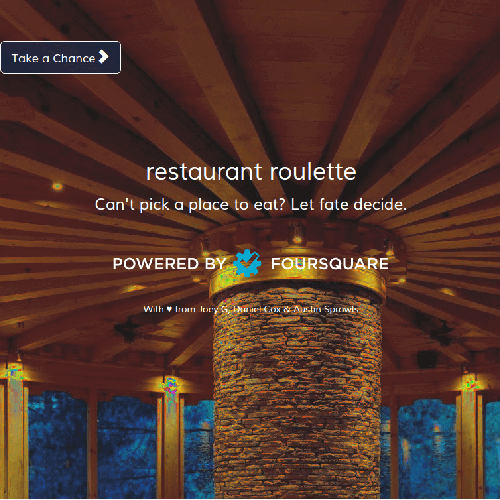 Take a Chance
restaurant roulette
Can't pick a place to eat? Let fate decide.
POWERED BY FOURSQUARE
With ♥ from Joey G, Daniel Cox & Austin Sprawls